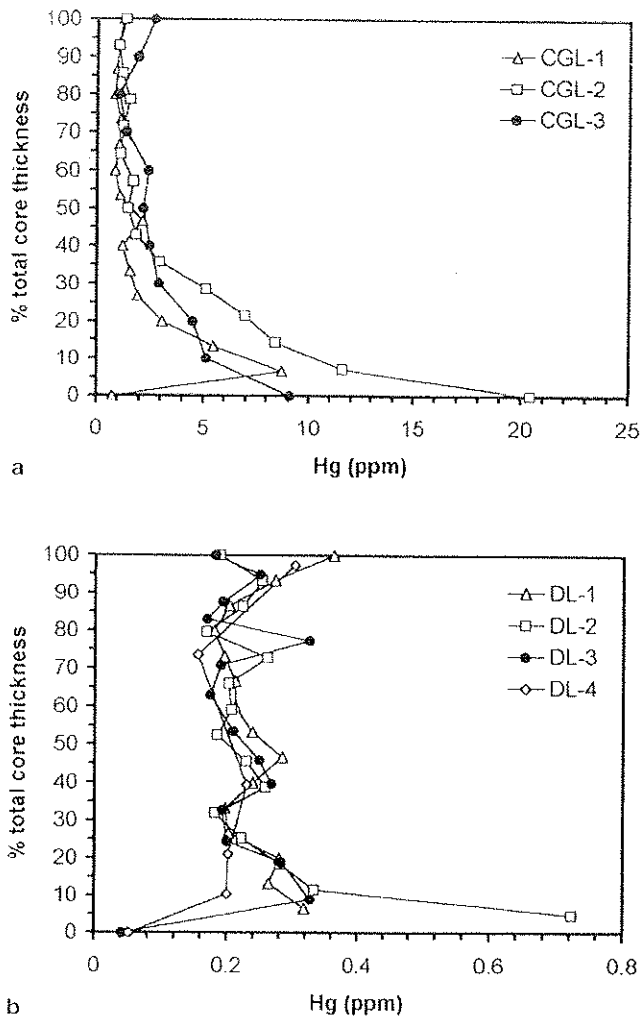 100
90
80
70
60
50
40
30
20
10
0
% total core thickness
CGL-1
CGL-2
CGL-3
0 5 10 15 20 25
Hg (ppm)
a
100
90
80
70
60
50
40
30
20
10
0
% total core thickness
DL-1
DL-2
DL-3
DL-4
0 0.2 0.4 0.6 0.8
Hg (ppm)
b